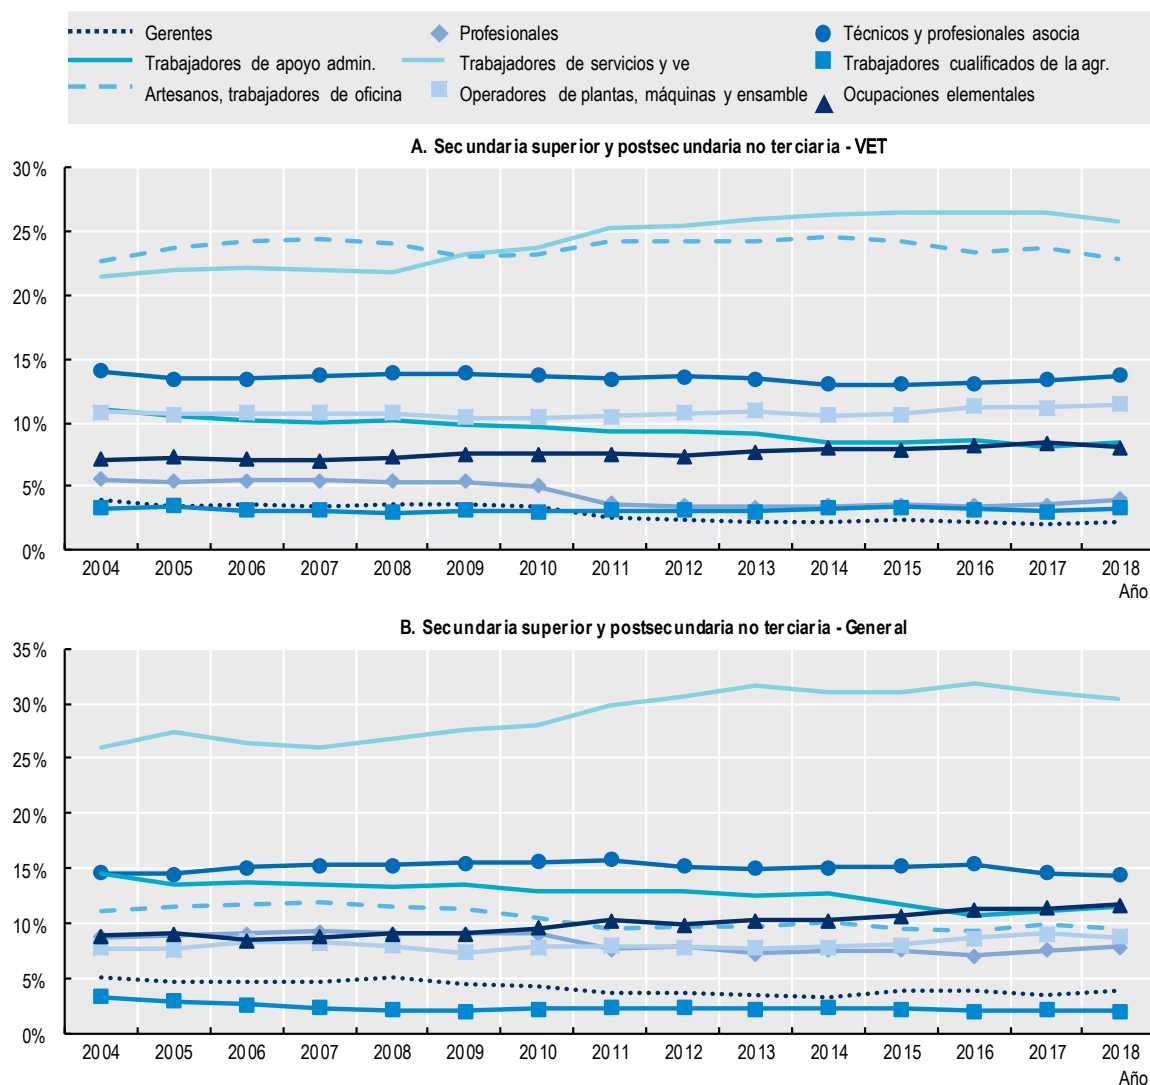 Gerentes
Profesionales
Técnicos y profesionales asocia
Trabajadores de apoyo admin.
Trabajadores de servicios y ve
Trabajadores cualificados de la agr.
Artesanos, trabajadores de oficina
Operadores de plantas, máquinas y ensamble
Ocupaciones elementales
A. Secundaria superior y postsecundaria no terciaria - VET
30%
25%
20%
15%
10%
5%
0%
2004 2005 2006 2007 2008 2009 2010 2011 2012 2013 2014 2015 2016 2017 2018
Año
B. Secundaria superior y postsecundaria no terciaria - General
35%
30%
25%
20%
15%
10%
5%
0%
2004 2005 2006 2007 2008 2009 2010 2011 2012 2013 2014 2015 2016 2017 2018
Año